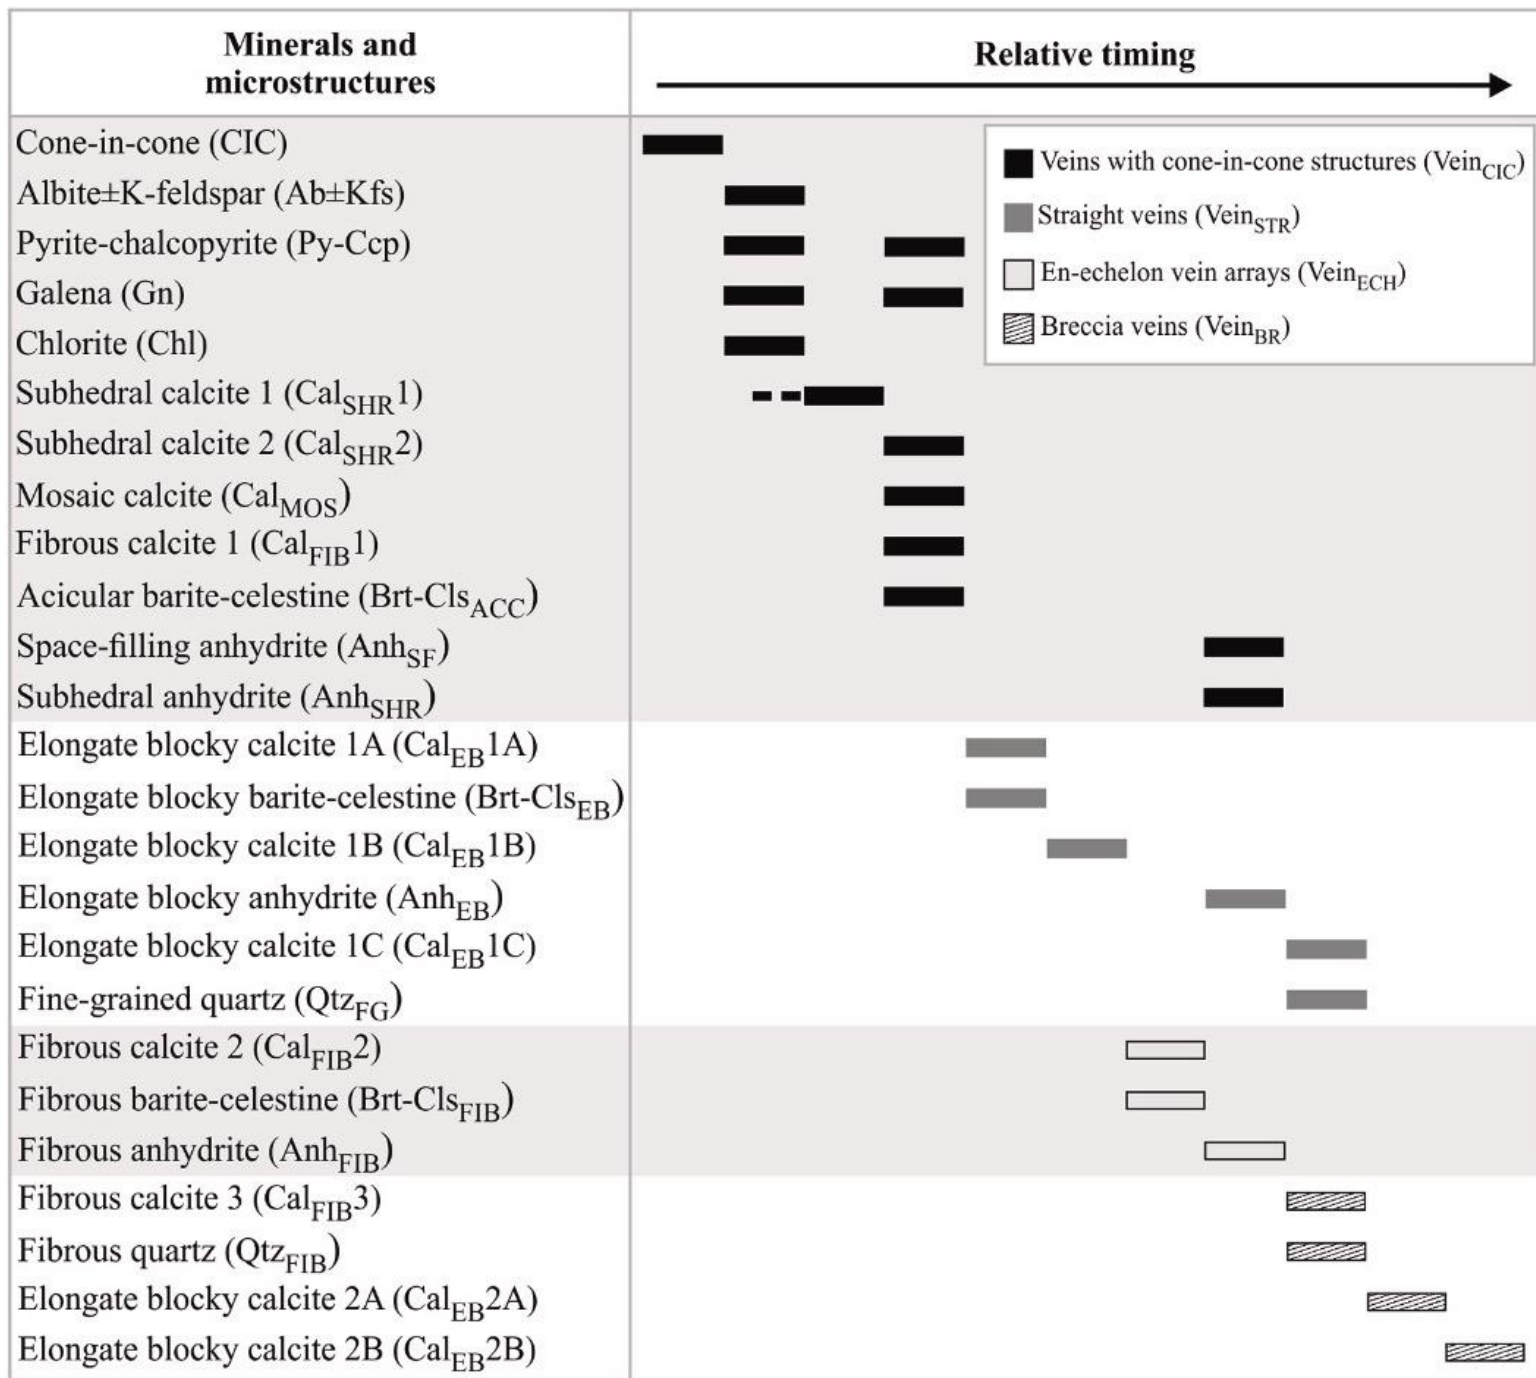 Minerals and
microstructures
Relative timing
Cone-in-cone (CIC)
Albite±K-feldspar (Ab±Kfs)
Pyrite-chalcopyrite (Py-Ccp)
Galena (Gn)
Chlorite (Chl)
Subhedral calcite 1 (CalSHR1)
Subhedral calcite 2 (CalSHR2)
Mosaic calcite (CalMOS)
Fibrous calcite 1 (CalFIB1)
Acicular barite-celestine (Brt-ClsACC)
Space-filling anhydrite (AnhSF)
Subhedral anhydrite (AnhSHR)
Elongate blocky calcite 1A (CalEB1A)
Elongate blocky barite-celestine (Brt-ClsEB)
Elongate blocky calcite 1B (CalEB1B)
Elongate blocky anhydrite (AnhEB)
Elongate blocky calcite 1C (CalEB1C)
Fine-grained quartz (QtzFG)
Fibrous calcite 2 (CalFIB2)
Fibrous barite-celestine (Brt-ClsFIB)
Fibrous anhydrite (AnhFIB)
Fibrous calcite 3 (CalFIB3)
Fibrous quartz (QtzFIB)
Elongate blocky calcite 2A (CalEB2A)
Elongate blocky calcite 2B (CalEB2B)
Veins with cone-in-cone structures (VeinCIC)
Straight veins (VeinSTR)
En-echelon vein arrays (VeinECH)
Breccia veins (VeinBR)